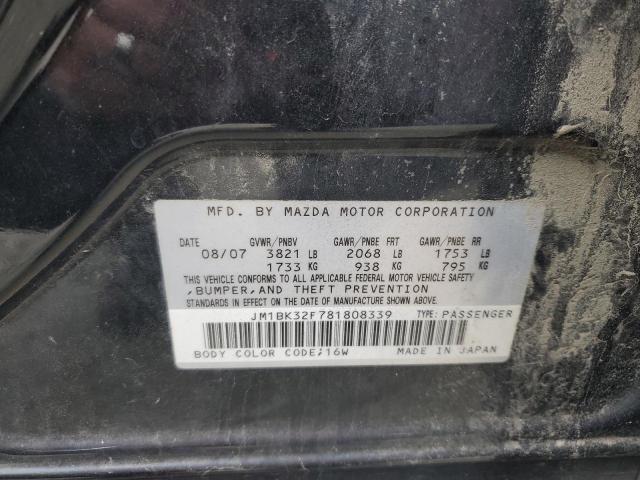 MFD. BY MAZDA MOTOR CORPORATION
DATE GVWR/PNBV GAWR/PNBE FRT GAWR/PNBE RR
08/07 3821 LB 2068 LB 1753 LB
1733 KG 938 KG 795 KG
THIS VEHICLE CONFORMS TO ALL APPLICABLE FEDERAL MOTOR VEHICLE SAFETY
,BUMPER,AND THEFT PREVENTION
STANDARDS IN EFFECT ON THE DATE OF MANUFACTURE SHOWN ABOVE.
JM1BK32F781808339 TYPE:PASSENGER
BODY COLOR CODE:16W MADE IN JAPAN